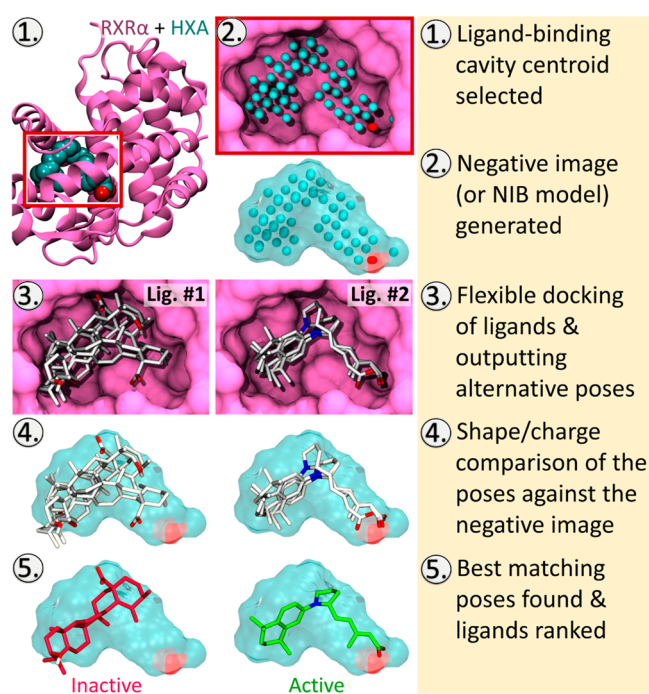 1.
RXRα + HXA
2.
3.
Lig. #1
Lig. #2
4.
5.
Inactive
Active
1. Ligand-binding
cavity centroid
selected
2. Negative image
(or NIB model)
generated
3. Flexible docking
of ligands &
outputting
alternative poses
4. Shape/charge
comparison of the
poses against the
negative image
5. Best matching
poses found &
ligands ranked